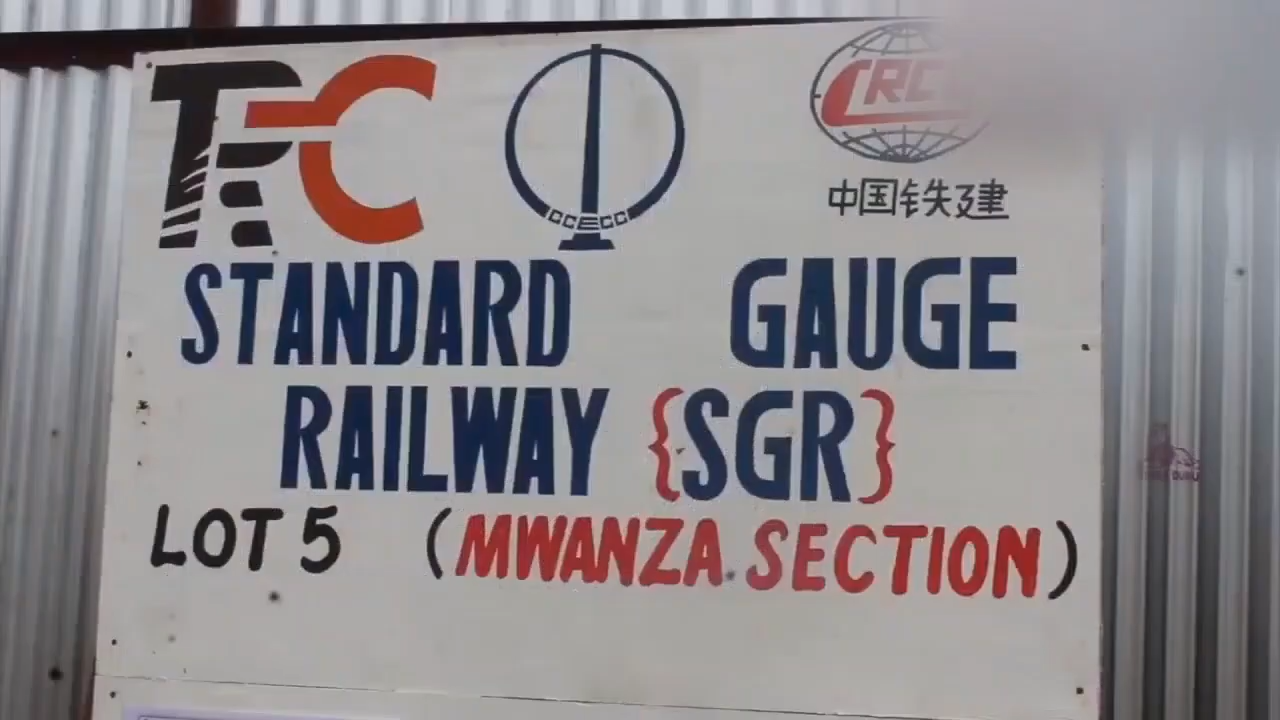 TRC
CCECC
CRCC
中国铁建
STANDARD GAUGE
RAILWAY {SGR}
LOT 5 (MWANZA SECTION)